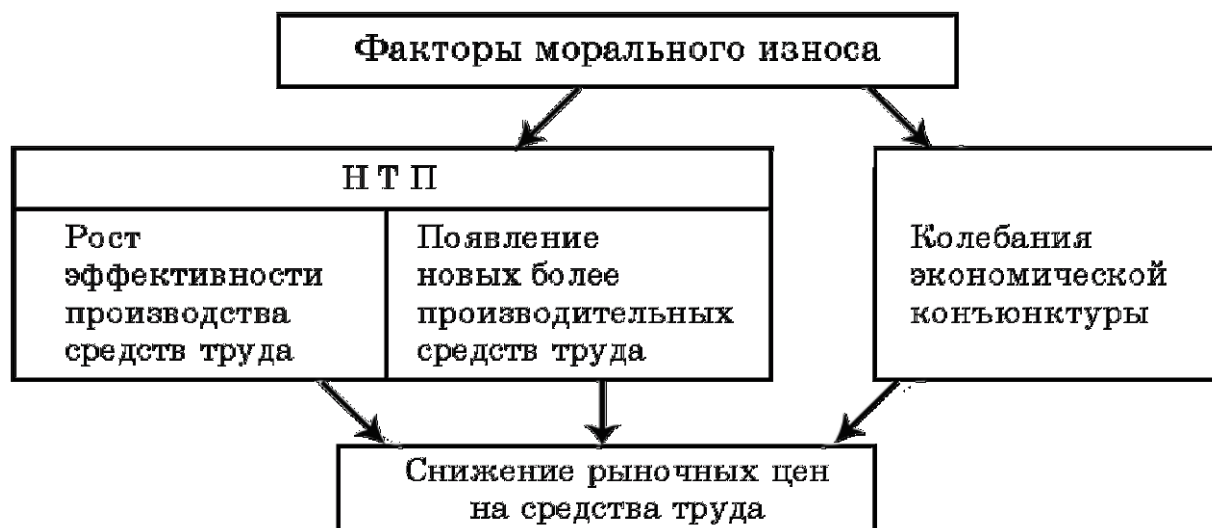 Факторы морального износа
Н Т П
Рост
эффективности
производства
средств труда
Появление
новых более
производительных
средств труда
Колебания
экономической
конъюнктуры
Снижение рыночных цен
на средства труда